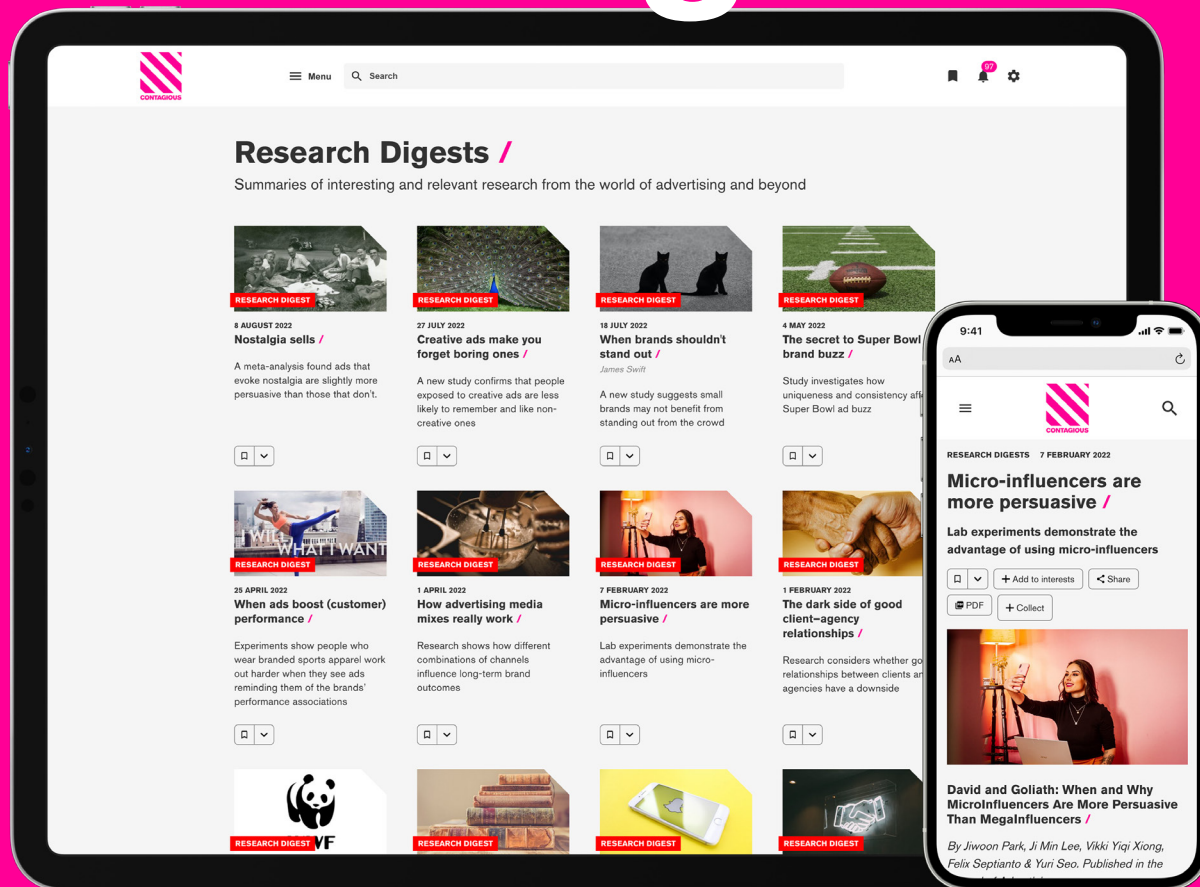 CONTAGIOUS
Menu
Search
97
Research Digests /
Summaries of interesting and relevant research from the world of advertising and beyond
RESEARCH DIGEST
8 AUGUST 2022
Nostalgia sells /
A meta-analysis found ads that
evoke nostalgia are slightly more
persuasive than those that don't.
RESEARCH DIGEST
27 JULY 2022
Creative ads make you
forget boring ones /
A new study confirms that people
exposed to creative ads are less
likely to remember and like non-
creative ones
RESEARCH DIGEST
18 JULY 2022
When brands shouldn't
stand out /
James Swift
A new study suggests small
brands may not benefit from
standing out from the crowd
RESEARCH DIGEST
4 MAY 2022
The secret to Super Bowl
brand buzz /
Study investigates how
uniqueness and consistency
Super Bowl ad buzz
I WILL
WHAT I WANT
RESEARCH DIGEST
25 APRIL 2022
When ads boost (customer)
performance /
Experiments show people who
wear branded sports apparel work
out harder when they see ads
reminding them of the brands'
performance associations
RESEARCH DIGEST
1 APRIL 2022
How advertising media
mixes really work /
Research shows how different
combinations of channels
influence long-term brand
outcomes
RESEARCH DIGEST
7 FEBRUARY 2022
Micro-influencers are more
persuasive /
Lab experiments demonstrate the
advantage of using micro-
influencers
RESEARCH DIGEST
1 FEBRUARY 2022
The dark side of good
client–agency
relationships /
Research considers whether
relationships between clients
agencies have a downside
RESEARCH DIGEST
RESEARCH DIGEST
RESEARCH DIGEST
RESEARCH DIGEST
9:41
AA
CONTAGIOUS
RESEARCH DIGESTS 7 FEBRUARY 2022
Micro-influencers are
more persuasive /
Lab experiments demonstrate the
advantage of using micro-influencers
+ Add to interests
Share
PDF
+ Collect
David and Goliath: When and Why
MicroInfluencers Are More Persuasive
Than MegaInfluencers /
By Jiwoon Park, Ji Min Lee, Vikki Yiqi Xiong,
Felix Septianto & Yuri Seo. Published in the